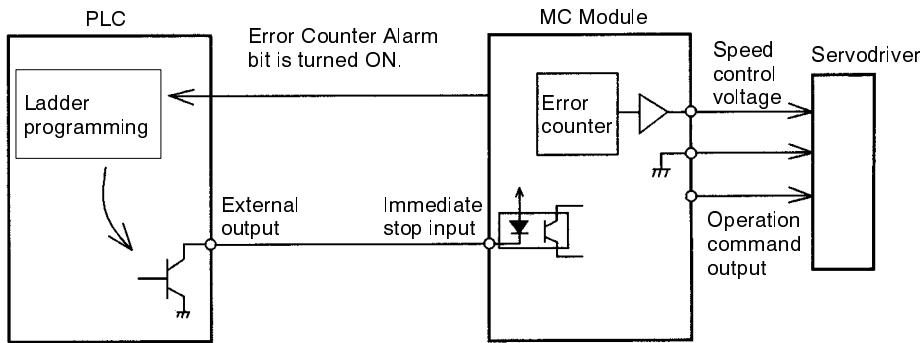 PLC
MC Module
Error Counter Alarm
bit is turned ON.
Speed
control
voltage
Servodriver
Ladder
programming
Error
counter
External
output
Immediate
stop input
Operation
command
output